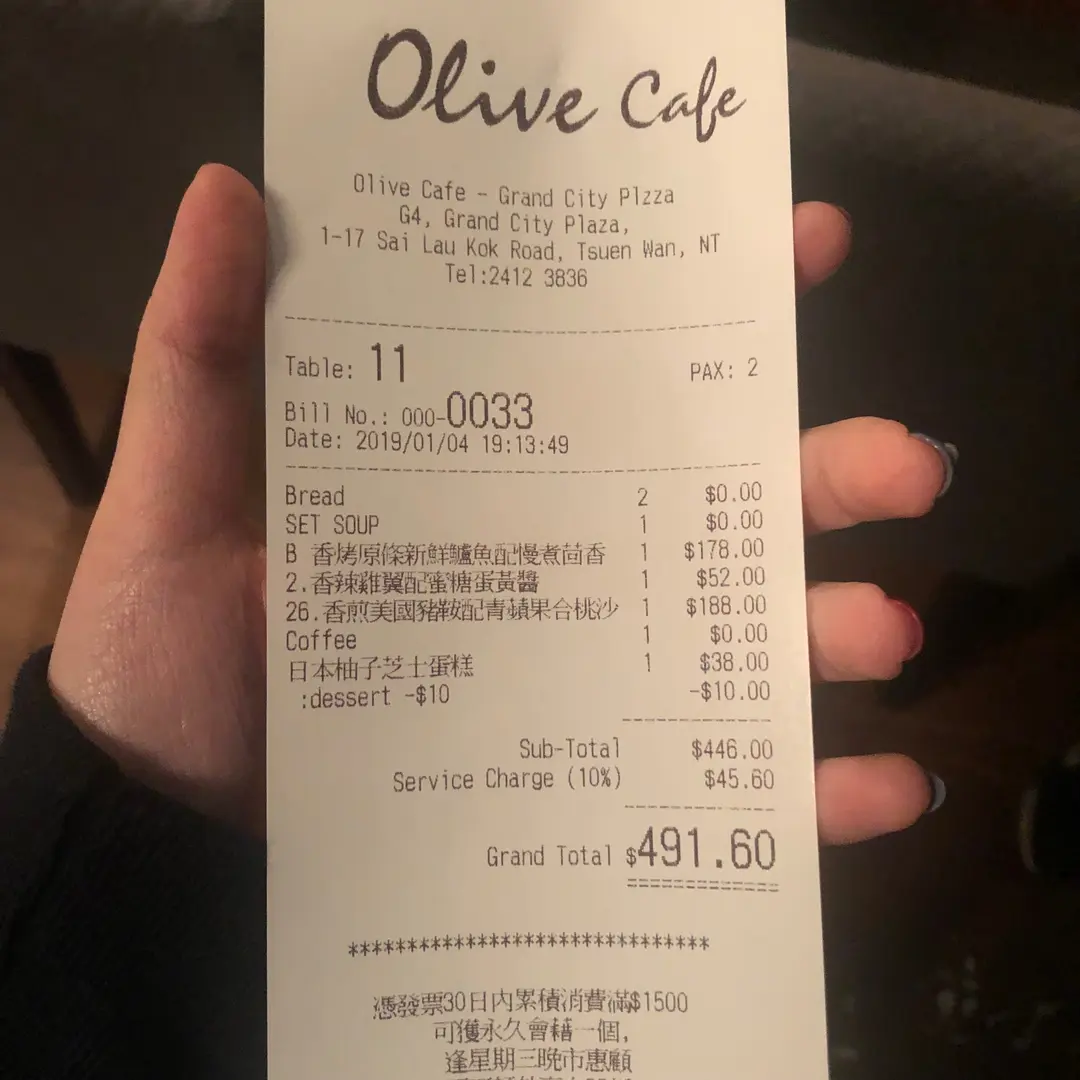 Olive Cafe
Olive Cafe - Grand City Plzza
G4, Grand City Plaza,
1-17 Sai Lau Kok Road, Tsuen Wan, NT
Tel:2412 3836
Table: 11 PAX: 2
Bill No.: 000-0033
Date: 2019/01/04 19:13:49
Bread 2 $0.00
SET SOUP 1 $0.00
B 香烤原條新鮮鱸魚配慢煮茴香 1 $178.00
2.香辣雞翼配蜜糖蛋黃醬 1 $52.00
26.香煎美國豬鞍配青蘋果合桃沙 1 $188.00
Coffee 1 $0.00
日本柚子芝士蛋糕 1 $38.00
:dessert -$10 -$10.00
Sub-Total $446.00
Service Charge (10%) $45.60
Grand Total $491.60
*******************************
憑發票30日內累積消費滿$1500
可獲永久會藉一個,
逢星期三晚市惠顧